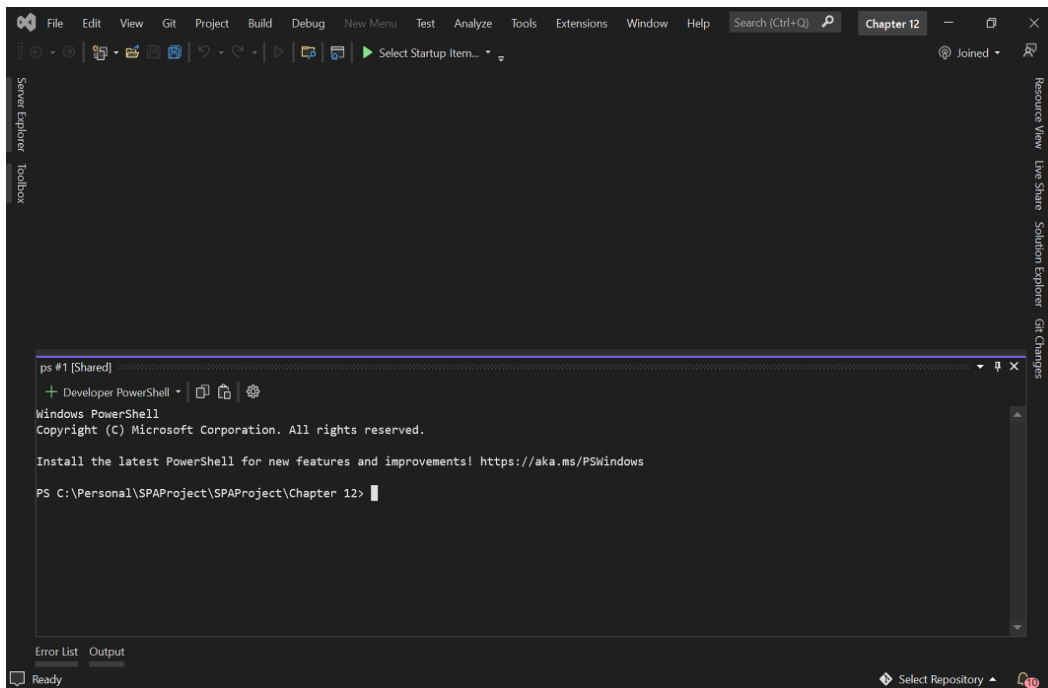 File Edit View Git Project Build Debug New Menu Test Analyze Tools Extensions Window Help Search (Ctrl+Q) Chapter 12
Select Startup Item... Joined
Server Explorer
Toolbox
Resource View
Live Share
Solution Explorer
Git Changes
ps #1 [Shared]
Developer PowerShell
Windows PowerShell
Copyright (C) Microsoft Corporation. All rights reserved.
Install the latest PowerShell for new features and improvements! https://aka.ms/PSWindows
PS C:\Personal\SPAProject\SPAProject\Chapter 12>
Error List Output
Ready Select Repository 10